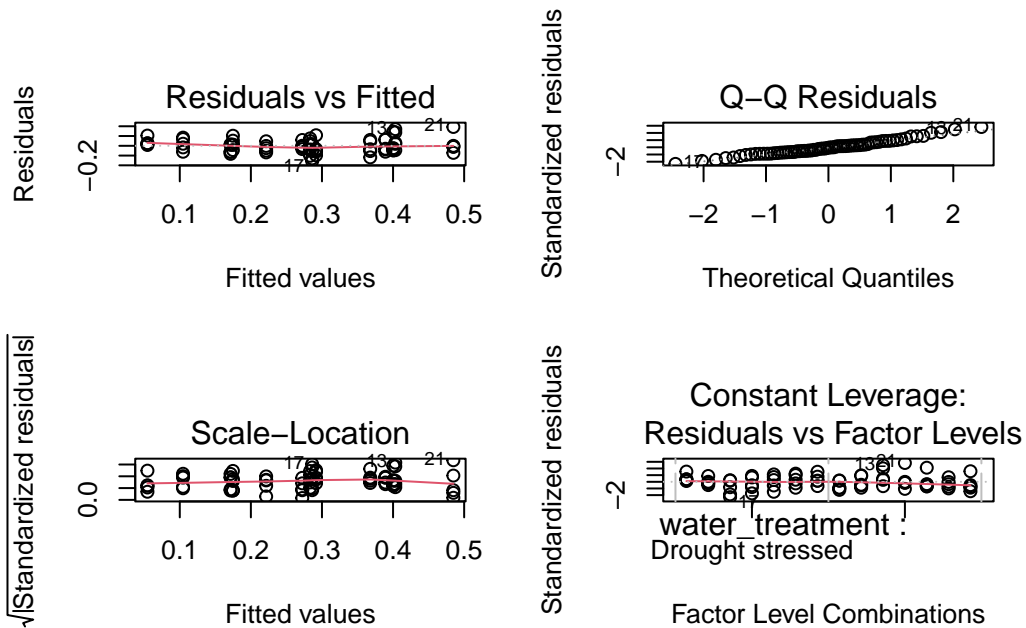 Residuals vs Fitted
Residuals
−0.2
13
21
17
0.1 0.2 0.3 0.4 0.5
Fitted values
Q−Q Residuals
Standardized residuals
−2
17
13
21
−2 −1 0 1 2
Theoretical Quantiles
Scale−Location
√|Standardized residuals|
0.0
17
13
21
0.1 0.2 0.3 0.4 0.5
Fitted values
Constant Leverage:
Residuals vs Factor Levels
Standardized residuals
−2
13
21
17
water_treatment :
Drought stressed
Factor Level Combinations